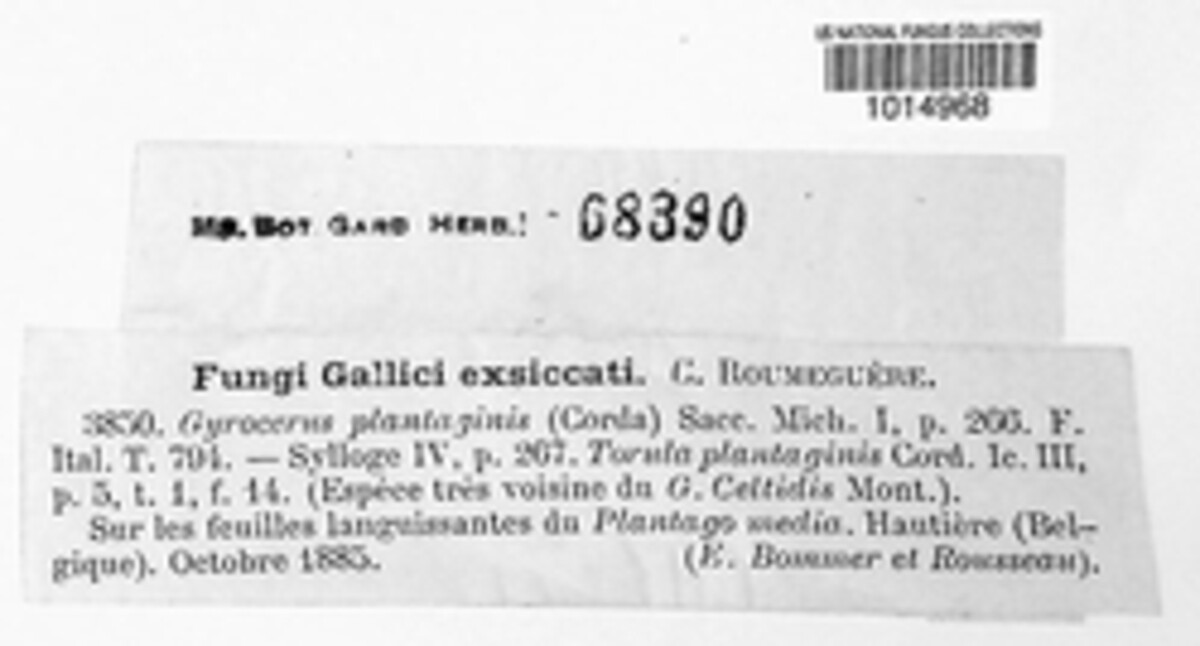 US NATIONAL FUNGUS COLLECTIONS
1014968
MO. BOT GARD HERB.! - 68390
Fungi Gallici exsiccati. C. ROUMEGUÈRE.
3850. Gyrocerus plantaginis (Corda) Sacc. Mich. I, p. 266. F.
Ital. T. 794. — Sylloge IV, p. 267. Torula plantaginis Cord. Ic. III,
p. 5, t. 1, f. 14. (Espèce très voisine du G. Celtidis Mont.).
Sur les feuilles languissantes du Plantago media. Hautière (Bel-
gique). Octobre 1885. (E. Bommer et Rousseau).